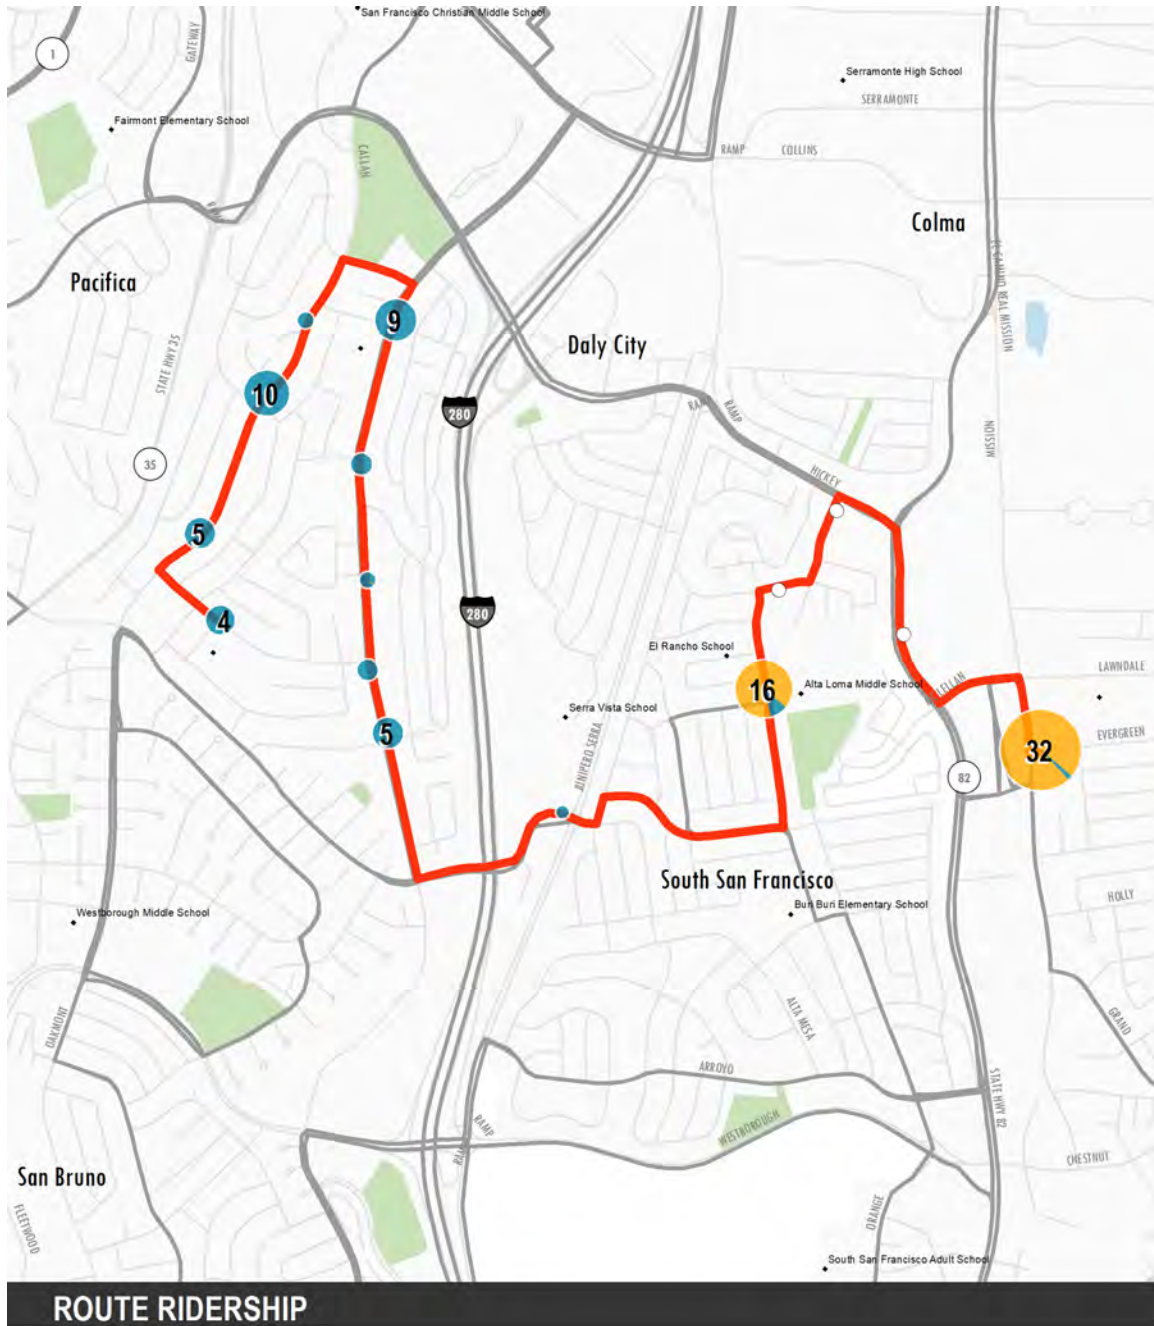 San Francisco Christian Middle School
1
GATEWAY
Serramonte High School
SERRAMONTE
Fairmont Elementary School
CALLAN
RAMP
COLLINS
Colma
EL CAMINO REAL MISSION
Pacifica
9
STATE HWY 35
Daly City
10
280
RAMP
RAMP
MISSION
35
HICKEY
5
280
4
El Rancho School
LAWNDALE
16
Alta Loma Middle School
Serra Vista School
JUNIPERO SERRA
5
32
EVERGREEN
82
South San Francisco
HOLLY
Buri Buri Elementary School
Westborough Middle School
OAKMONT
ALTA MESA
GRAND
ARROYO
STATE HWY 82
RAMP
WESTBOROUGH
CHESTNUT
San Bruno
FLEETWOOD
ORANGE
South San Francisco Adult School
ROUTE RIDERSHIP